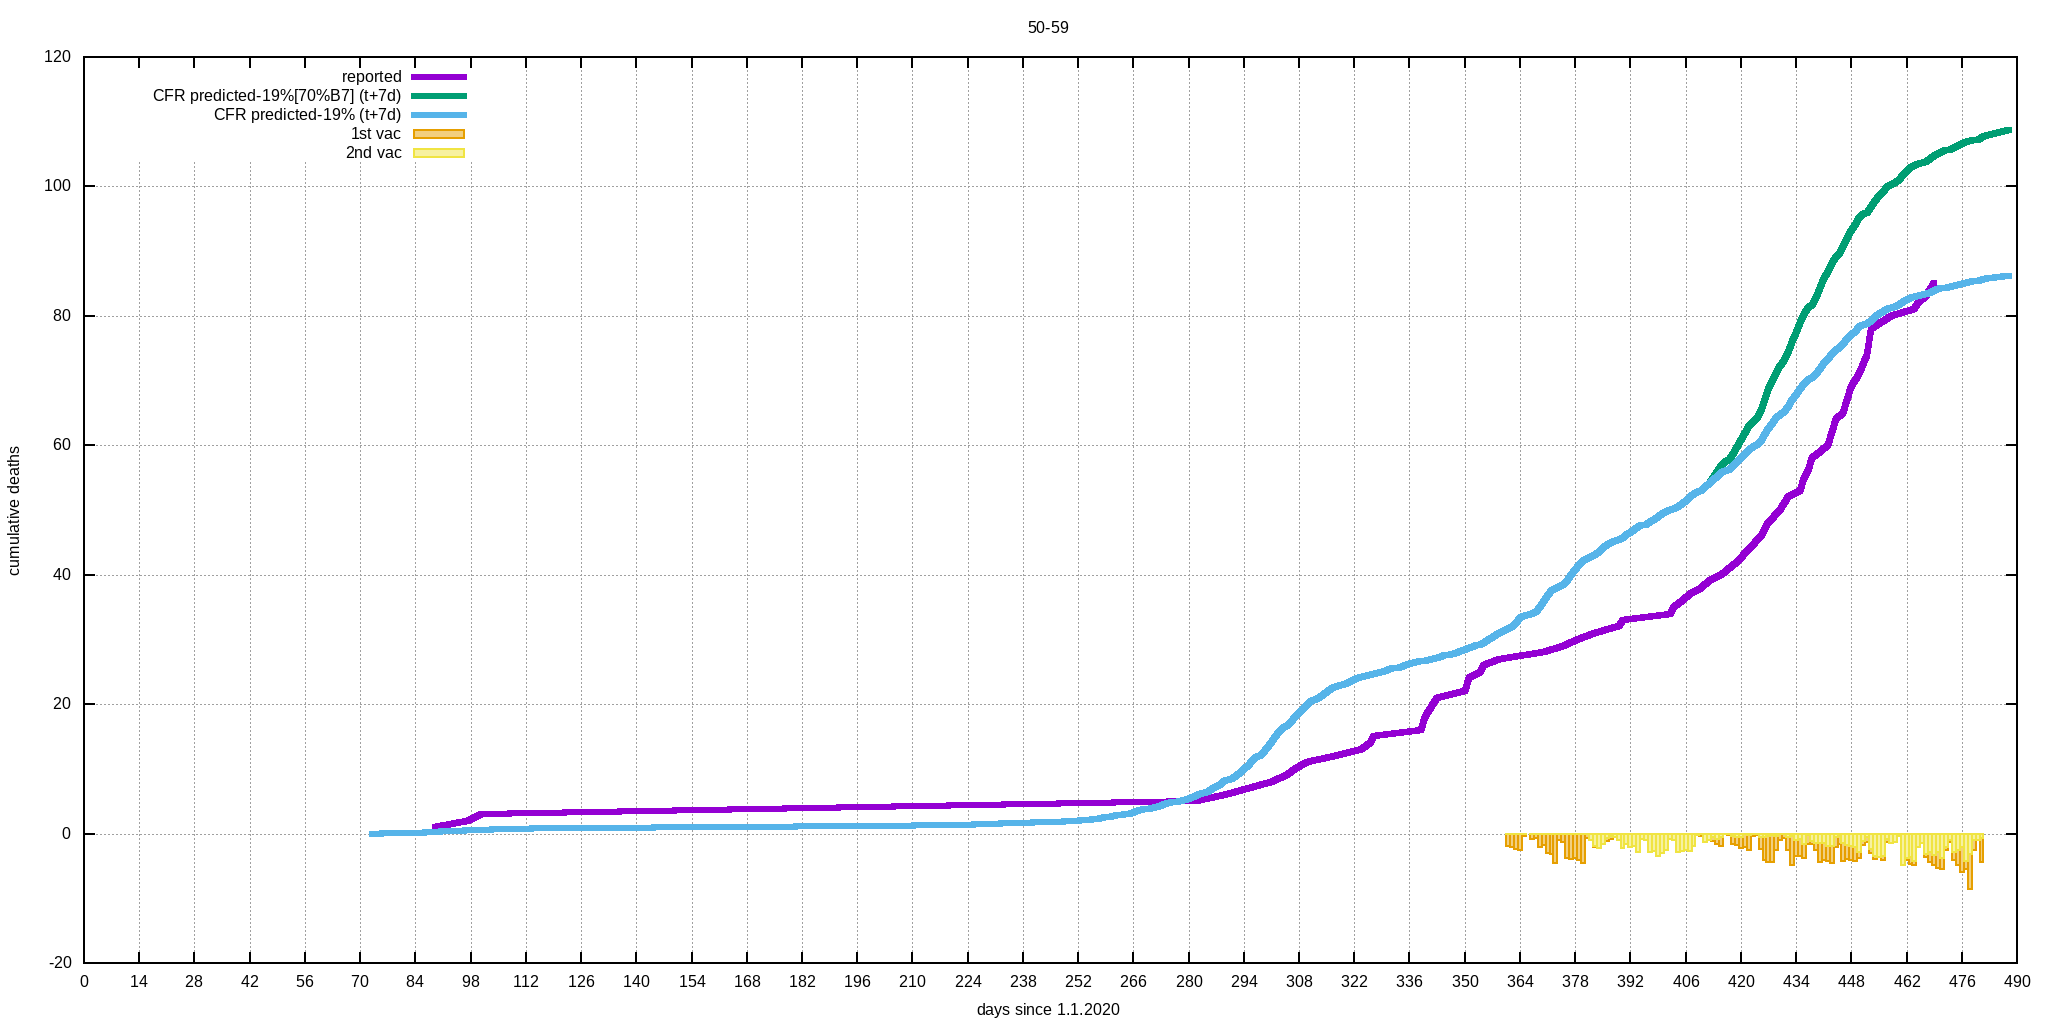 50-59
120
100
80
60
40
20
0
-20
cumulative deaths
reported
CFR predicted-19%[70%B7] (t+7d)
CFR predicted-19% (t+7d)
1st vac
2nd vac
0 14 28 42 56 70 84 98 112 126 140 154 168 182 196 210 224 238 252 266 280 294 308 322 336 350 364 378 392 406 420 434 448 462 476 490
days since 1.1.2020